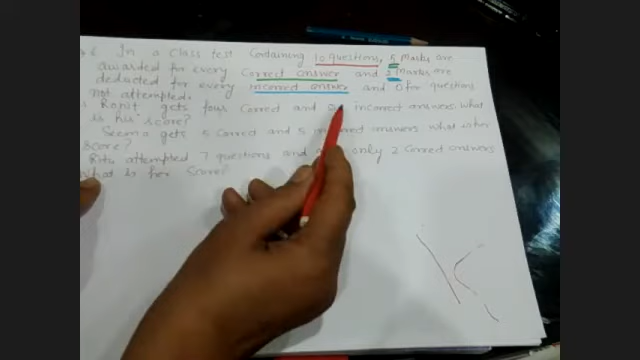 6 In a class test Containing 10 questions, 5 Marks are
awarded for every Correct answer and 2 Marks are
deducted for every incorrect answer and 0 for questions
not attempted.
Rohit gets four Correct and incorrect answers. what
is his score?
Seema gets 5 Correct and 5 incorrect answers what is her
score?
Ritu attempted 7 questions and only 2 Correct answers
what is her Score?